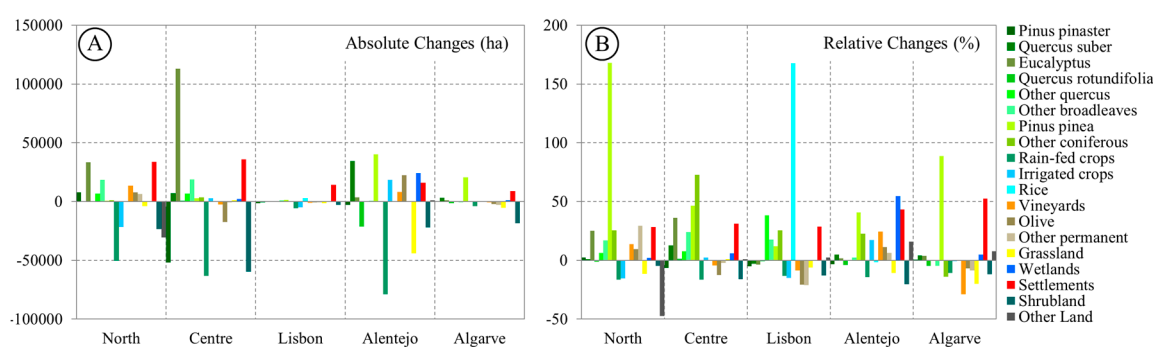 A
Absolute Changes (ha)
150000
100000
50000
0
-50000
-100000
North
Centre
Lisbon
Alentejo
Algarve
B
Relative Changes (%)
200
150
100
50
0
-50
North
Centre
Lisbon
Alentejo
Algarve
Pinus pinaster
Quercus suber
Eucalyptus
Quercus rotundifolia
Other quercus
Other broadleaves
Pinus pinea
Other coniferous
Rain-fed crops
Irrigated crops
Rice
Vineyards
Olive
Other permanent
Grassland
Wetlands
Settlements
Shrubland
Other Land